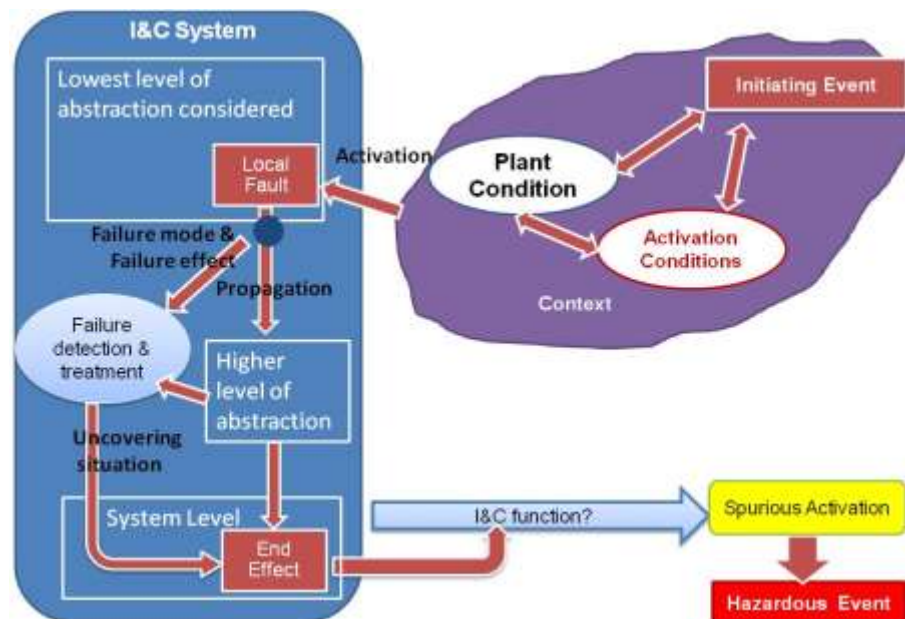 I&C System
Lowest level of
abstraction considered
Local
Fault
Activation
Initiating Event
Plant
Condition
Activation
Conditions
Context
Failure mode &
Failure effect
Propagation
Failure
detection &
treatment
Higher
level of
abstraction
Uncovering
situation
System Level
End
Effect
I&C function?
Spurious Activation
Hazardous Event